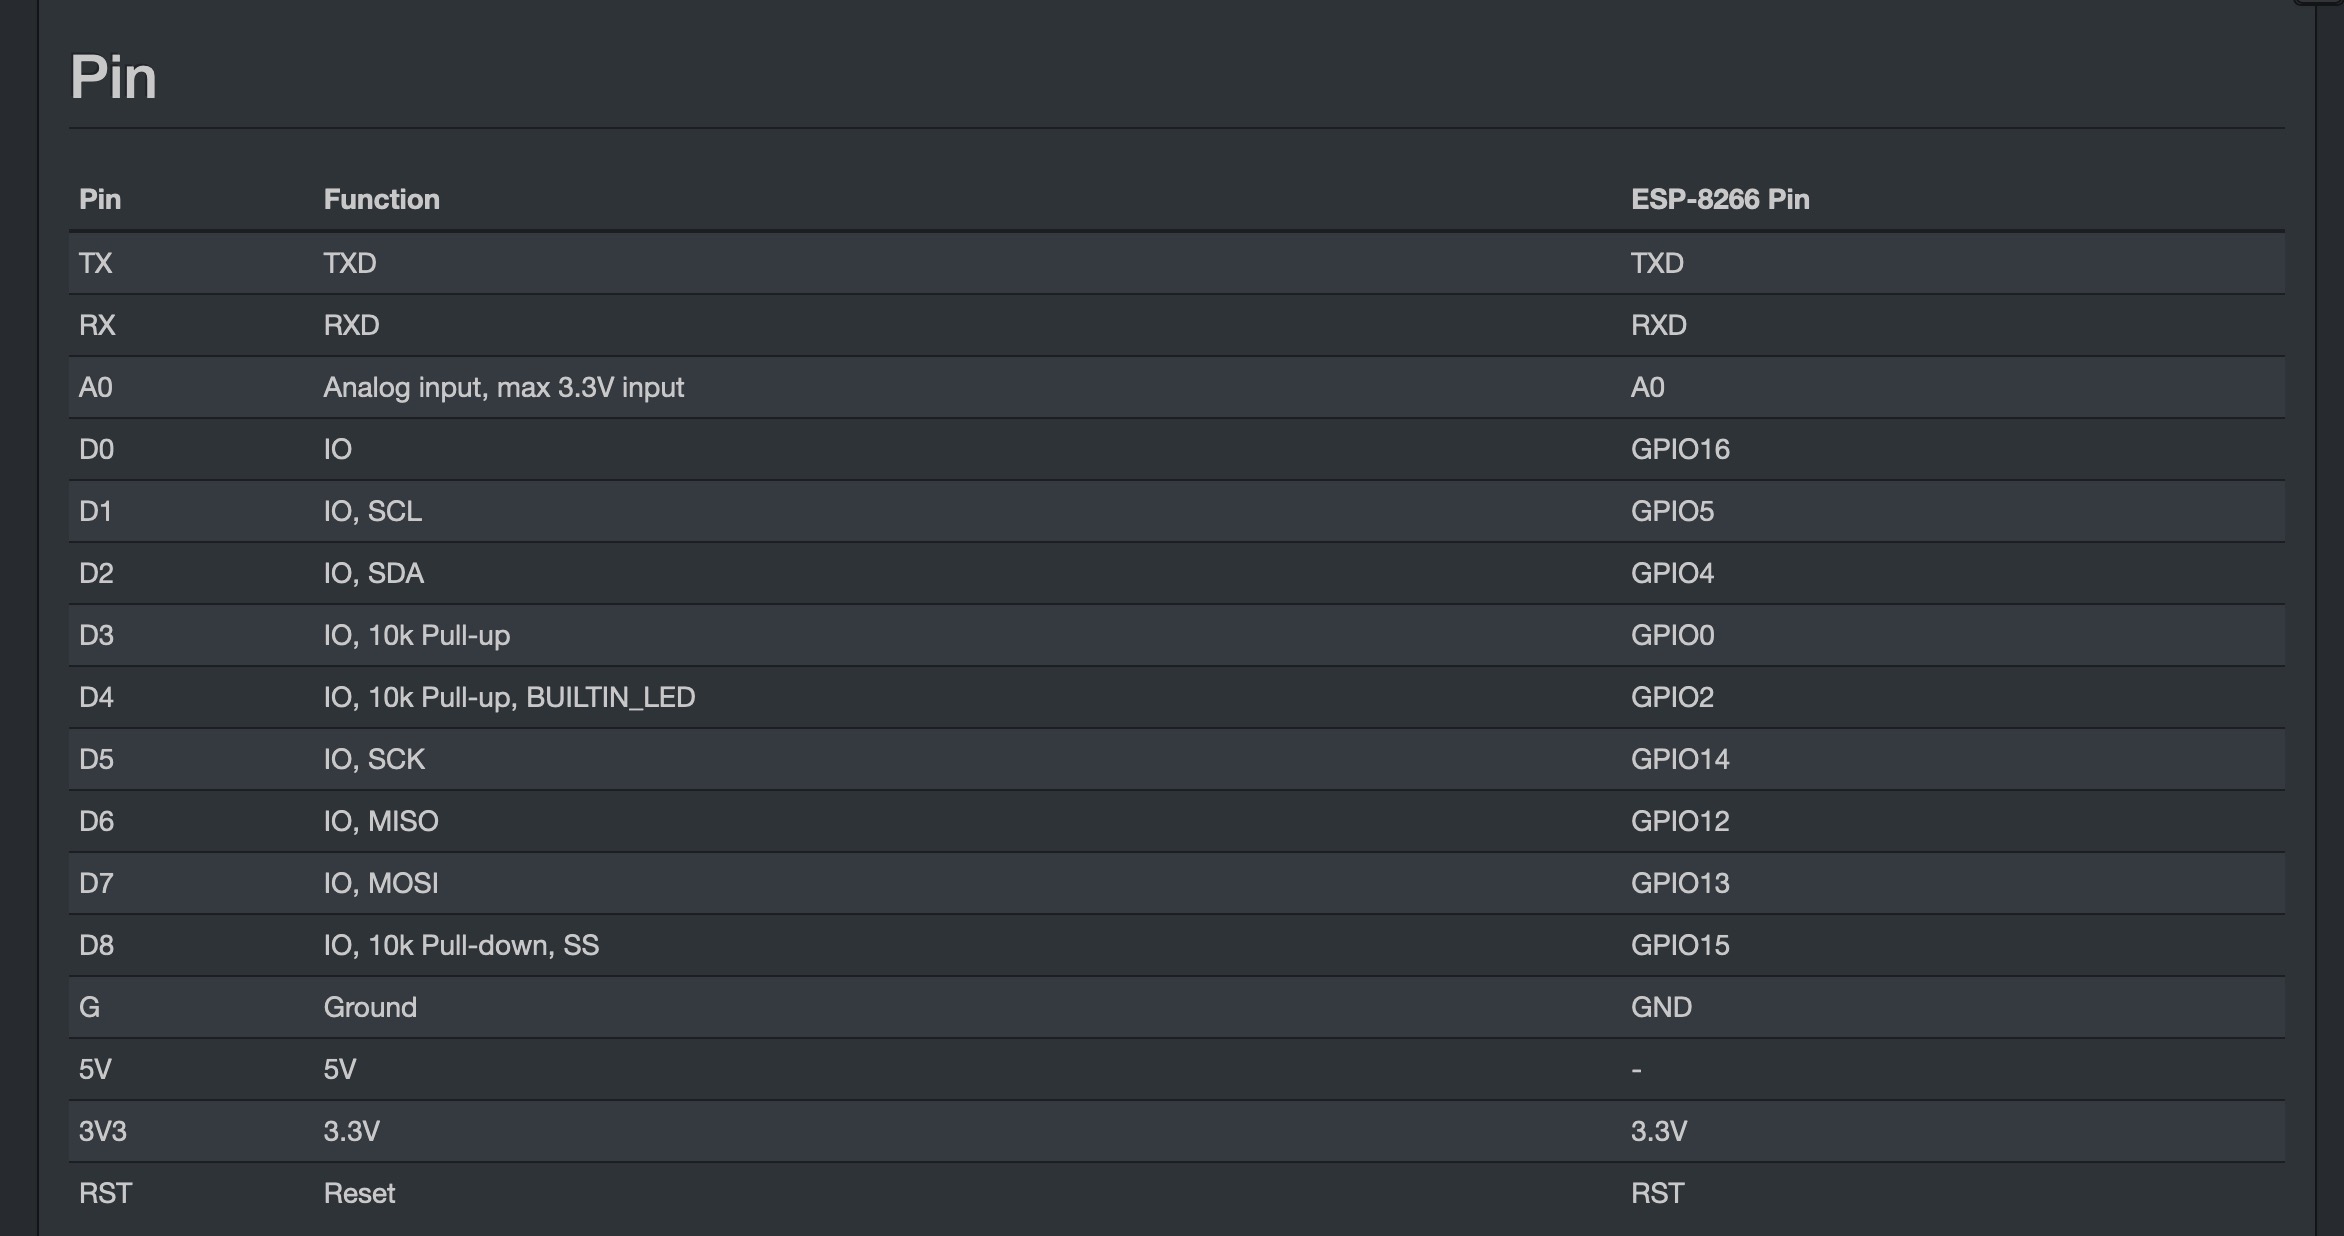 Pin
Pin Function ESP-8266 Pin
TX TXD TXD
RX RXD RXD
A0 Analog input, max 3.3V input A0
D0 IO GPIO16
D1 IO, SCL GPIO5
D2 IO, SDA GPIO4
D3 IO, 10k Pull-up GPIO0
D4 IO, 10k Pull-up, BUILTIN_LED GPIO2
D5 IO, SCK GPIO14
D6 IO, MISO GPIO12
D7 IO, MOSI GPIO13
D8 IO, 10k Pull-down, SS GPIO15
G Ground GND
5V 5V -
3V3 3.3V 3.3V
RST Reset RST